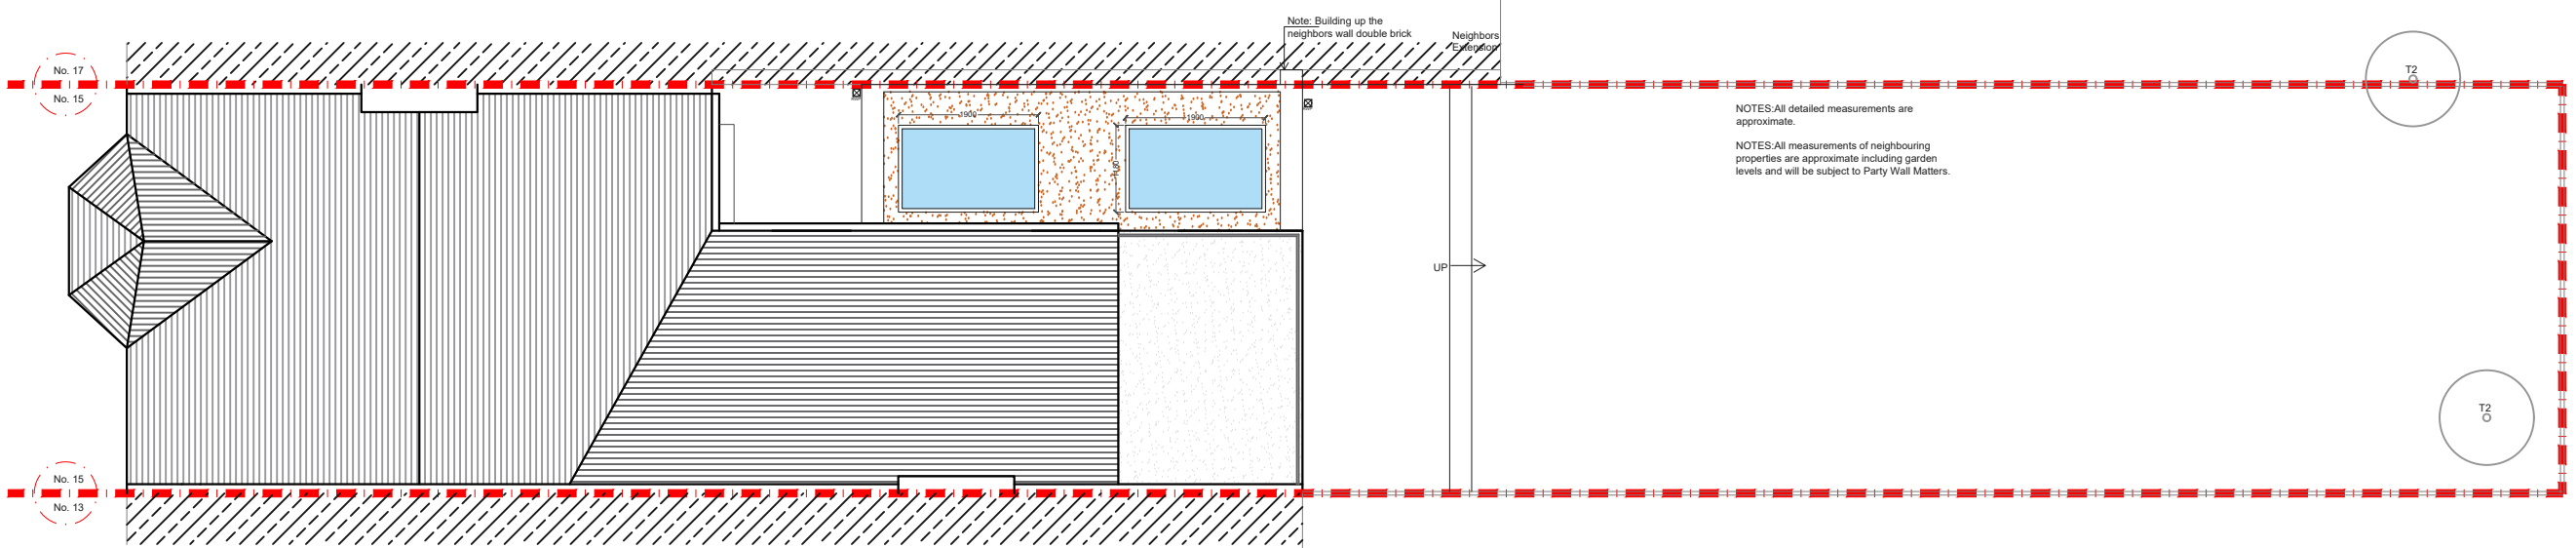 Note: Building up the
neighbors wall double brick
Neighbors
Extension
No. 17
No. 15
T2
NOTES:All detailed measurements are
approximate.
NOTES:All measurements of neighbouring
properties are approximate including garden
levels and will be subject to Party Wall Matters.
1900
1900
UP
T2
No. 15
No. 13